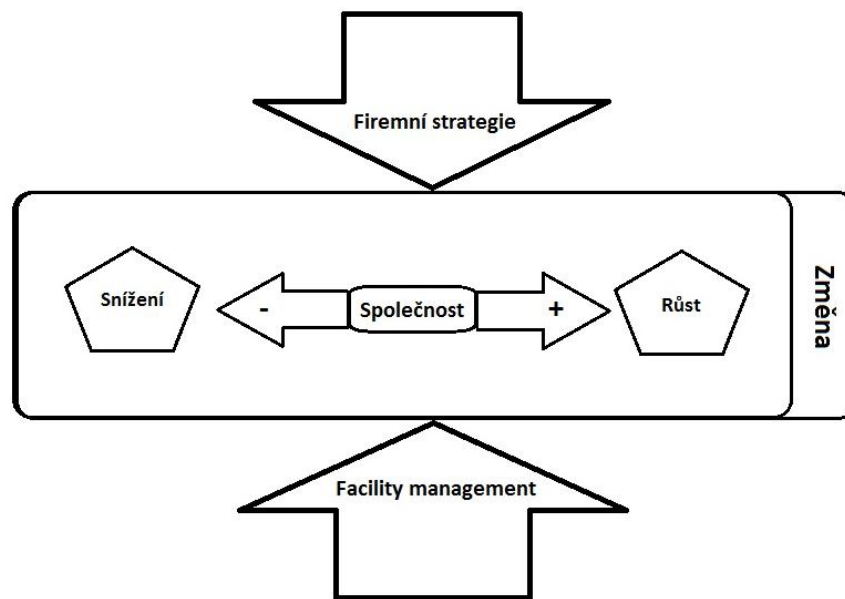 Firemní strategie
Snížení
-
Společnost
+
Růst
Změna
Facility management